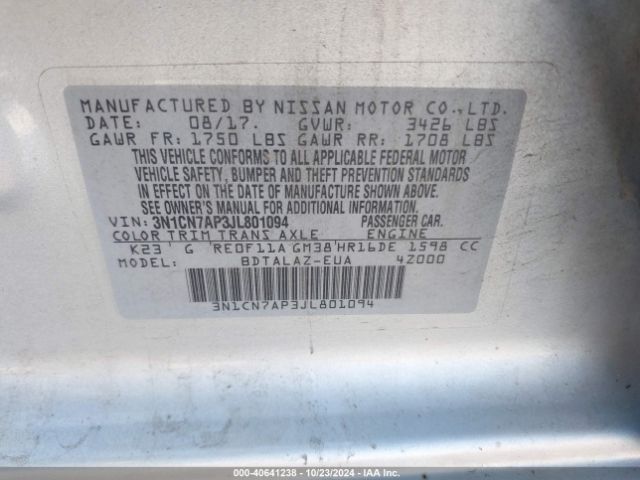 MANUFACTURED BY NISSAN MOTOR CO.,LTD.
DATE: 08/17. GVWR: 3426 LBS
GAWR FR: 1750 LBS GAWR RR: 1708 LBS
THIS VEHICLE CONFORMS TO ALL APPLICABLE FEDERAL MOTOR
VEHICLE SAFETY, BUMPER AND THEFT PREVENTION STANDARDS
IN EFFECT ON THE DATE OF MANUFACTURE SHOWN ABOVE.
SEE OWNER'S MANUAL FOR ADDITIONAL INFORMATION.
VIN: 3N1CN7AP3JL801094 PASSENGER CAR.
COLOR TRIM TRANS AXLE ENGINE
K23 G RE0F11A GM38 HR16DE 1598 CC
MODEL: BDTALAZ-EUA 4Z000
3N1CN7AP3JL801094
000-40641238 - 10/23/2024 - IAA Inc.